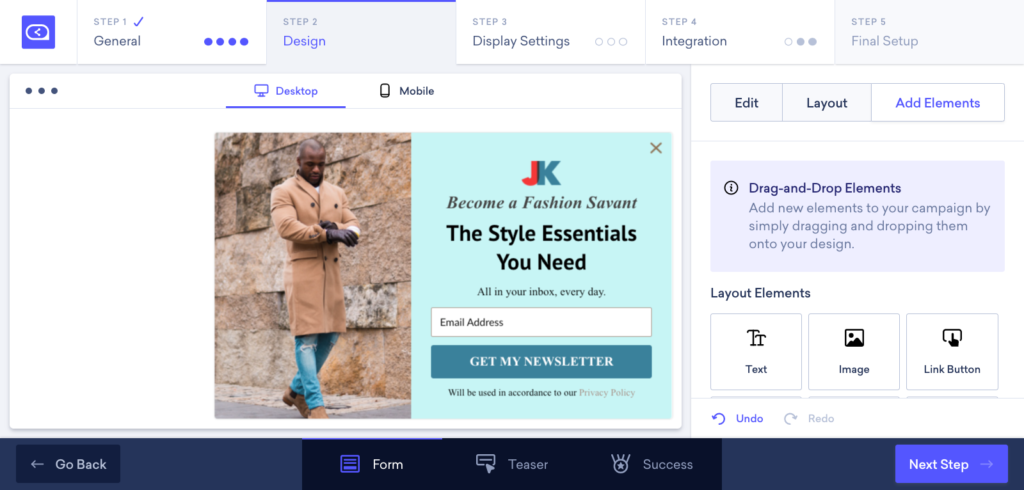 STEP 1
General
STEP 2
Design
STEP 3
Display Settings
STEP 4
Integration
STEP 5
Final Setup
Desktop
Mobile
JK
Become a Fashion Savant
The Style Essentials
You Need
All in your inbox, every day.
Email Address
GET MY NEWSLETTER
Will be used in accordance to our Privacy Policy
Edit
Layout
Add Elements
Drag-and-Drop Elements
Add new elements to your campaign by
simply dragging and dropping them
onto your design.
Layout Elements
Text
Image
Link Button
Undo
Redo
Go Back
Form
Teaser
Success
Next Step